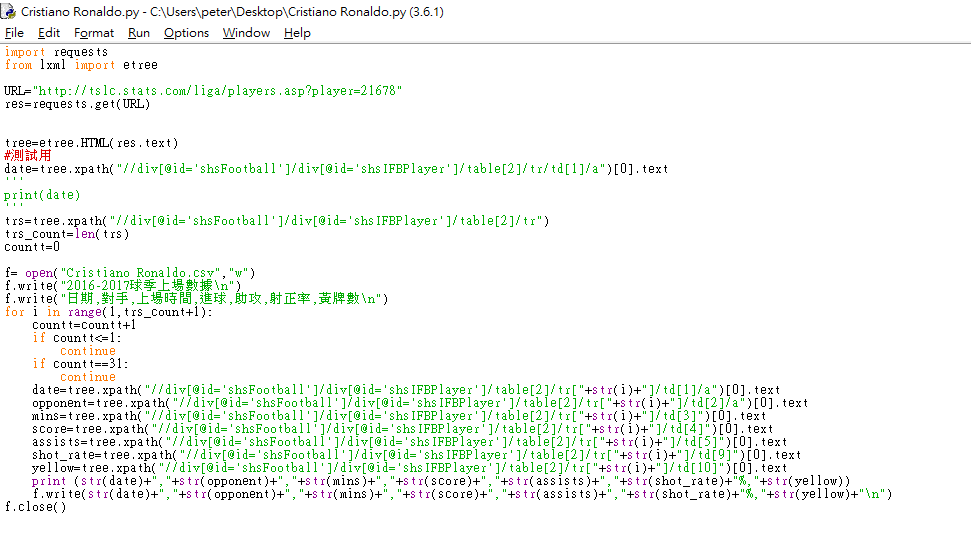 Cristiano Ronaldo.py - C:\Users\peter\Desktop\Cristiano Ronaldo.py (3.6.1)
File Edit Format Run Options Window Help
import requests
from lxml import etree
URL="http://tslc.stats.com/liga/players.asp?player=21678"
res=requests.get(URL)
tree=etree.HTML(res.text)
#測試用
date=tree.xpath("//div[@id='shsFootball']/div[@id='shsIFBPlayer']/table[2]/tr/td[1]/a")[0].text
'''
print(date)
'''
trs=tree.xpath("//div[@id='shsFootball']/div[@id='shsIFBPlayer']/table[2]/tr")
trs_count=len(trs)
countt=0
f= open("Cristiano Ronaldo.csv","w")
f.write("2016-2017球季上場數據\n")
f.write("日期,對手,上場時間,進球,助攻,射正率,黃牌數\n")
for i in range(1,trs_count+1):
    countt=countt+1
    if countt<=1:
        continue
    if countt==31:
        continue
    date=tree.xpath("//div[@id='shsFootball']/div[@id='shsIFBPlayer']/table[2]/tr["+str(i)+"]/td[1]/a")[0].text
    opponent=tree.xpath("//div[@id='shsFootball']/div[@id='shsIFBPlayer']/table[2]/tr["+str(i)+"]/td[2]/a")[0].text
    mins=tree.xpath("//div[@id='shsFootball']/div[@id='shsIFBPlayer']/table[2]/tr["+str(i)+"]/td[3]")[0].text
    score=tree.xpath("//div[@id='shsFootball']/div[@id='shsIFBPlayer']/table[2]/tr["+str(i)+"]/td[4]")[0].text
    assists=tree.xpath("//div[@id='shsFootball']/div[@id='shsIFBPlayer']/table[2]/tr["+str(i)+"]/td[5]")[0].text
    shot_rate=tree.xpath("//div[@id='shsFootball']/div[@id='shsIFBPlayer']/table[2]/tr["+str(i)+"]/td[9]")[0].text
    yellow=tree.xpath("//div[@id='shsFootball']/div[@id='shsIFBPlayer']/table[2]/tr["+str(i)+"]/td[10]")[0].text
    print (str(date)+","+str(opponent)+","+str(mins)+","+str(score)+","+str(assists)+","+str(shot_rate)+"%,"+str(yellow))
    f.write(str(date)+","+str(opponent)+","+str(mins)+","+str(score)+","+str(assists)+","+str(shot_rate)+"%,"+str(yellow)+"\n")
f.close()